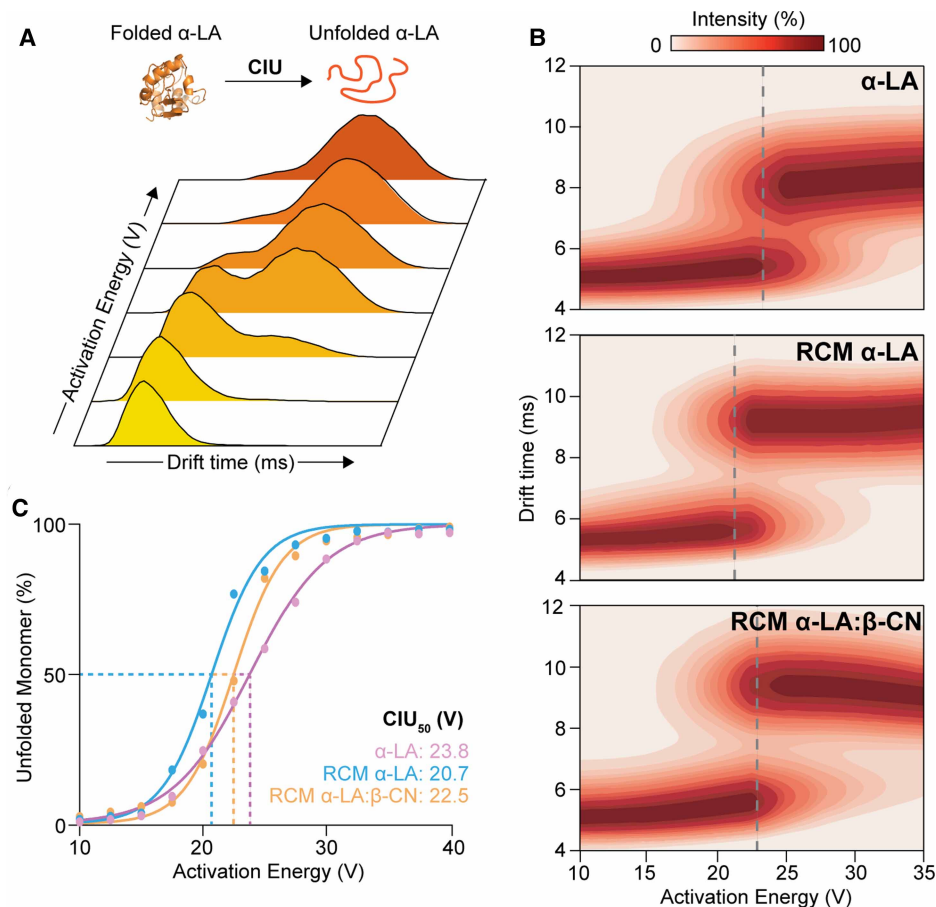 A
Folded α-LA
Unfolded α-LA
CIU
Activation Energy (V)
Drift time (ms)
B
Intensity (%)
0
100
α-LA
12
10
8
6
4
RCM α-LA
12
10
8
6
4
Drift time (ms)
RCM α-LA:β-CN
12
10
8
6
4
10
15
20
25
30
35
Activation Energy (V)
C
100
50
0
Unfolded Monomer (%)
CIU50 (V)
α-LA: 23.8
RCM α-LA: 20.7
RCM α-LA:β-CN: 22.5
10
20
30
40
Activation Energy (V)